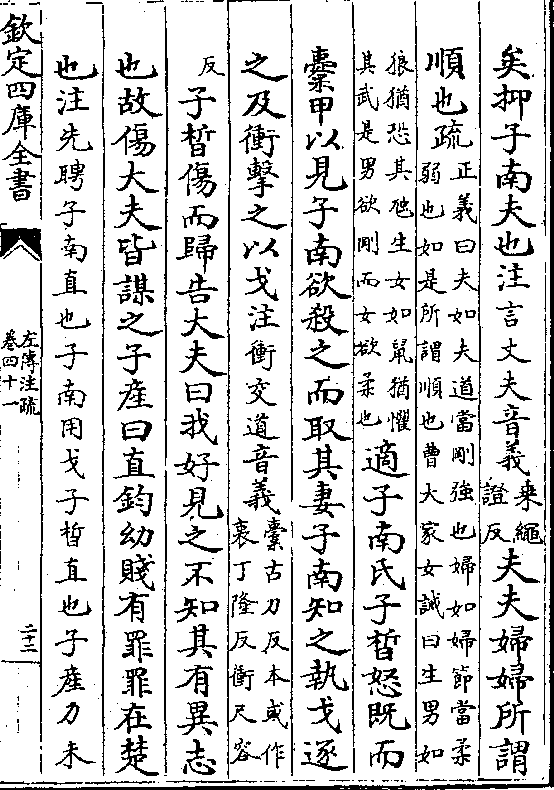 矣抑子南夫也注言丈夫音義乘繩證反夫夫婦婦所謂
順也疏正義曰夫如夫道當剛強也婦如婦節當柔弱也如是所謂順也曹大家女誡曰生男如
狼猶恐其尫生女如鼠猶懼其武是男欲剛而女欲柔也適子南氏子晳怒既而
櫜甲以見子南欲殺之而取其妻子南知之執戈逐
之及衝擊之以戈注衝交道音義櫜古刀反本或作衷丁隆反衝尺容
反子晳傷而歸告大夫曰我好見之不知其有異志
也故傷大夫皆謀之子産曰直鈞幼賤有罪罪在楚
也注先聘子南直也子南用戈子晳直也子産力未
欽定四庫全書
左傳注疏
卷四十一
二十二